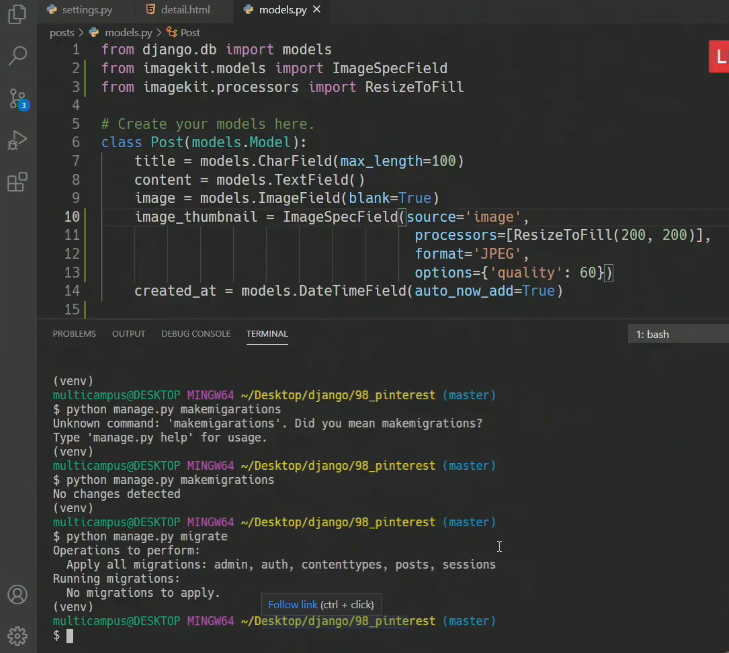 settings.py detail.html models.py
posts > models.py > Post
1 from django.db import models
2 from imagekit.models import ImageSpecField
3 from imagekit.processors import ResizeToFill
4
5 # Create your models here.
6 class Post(models.Model):
7 title = models.CharField(max_length=100)
8 content = models.TextField()
9 image = models.ImageField(blank=True)
10 image_thumbnail = ImageSpecField(source='image',
11 processors=[ResizeToFill(200, 200)],
12 format='JPEG',
13 options={'quality': 60})
14 created_at = models.DateTimeField(auto_now_add=True)
15
L
3
PROBLEMS OUTPUT DEBUG CONSOLE TERMINAL 1: bash
(venv)
multicampus@DESKTOP MINGW64 ~/Desktop/django/98_pinterest (master)
$ python manage.py makemigarations
Unknown command: 'makemigarations'. Did you mean makemigrations?
Type 'manage.py help' for usage.
(venv)
multicampus@DESKTOP MINGW64 ~/Desktop/django/98_pinterest (master)
$ python manage.py makemigrations
No changes detected
(venv)
multicampus@DESKTOP MINGW64 ~/Desktop/django/98_pinterest (master)
$ python manage.py migrate
Operations to perform:
Apply all migrations: admin, auth, contenttypes, posts, sessions
Running migrations:
No migrations to apply.
(venv)
Follow link (ctrl + click)
multicampus@DESKTOP MINGW64 ~/Desktop/django/98_pinterest (master)
$